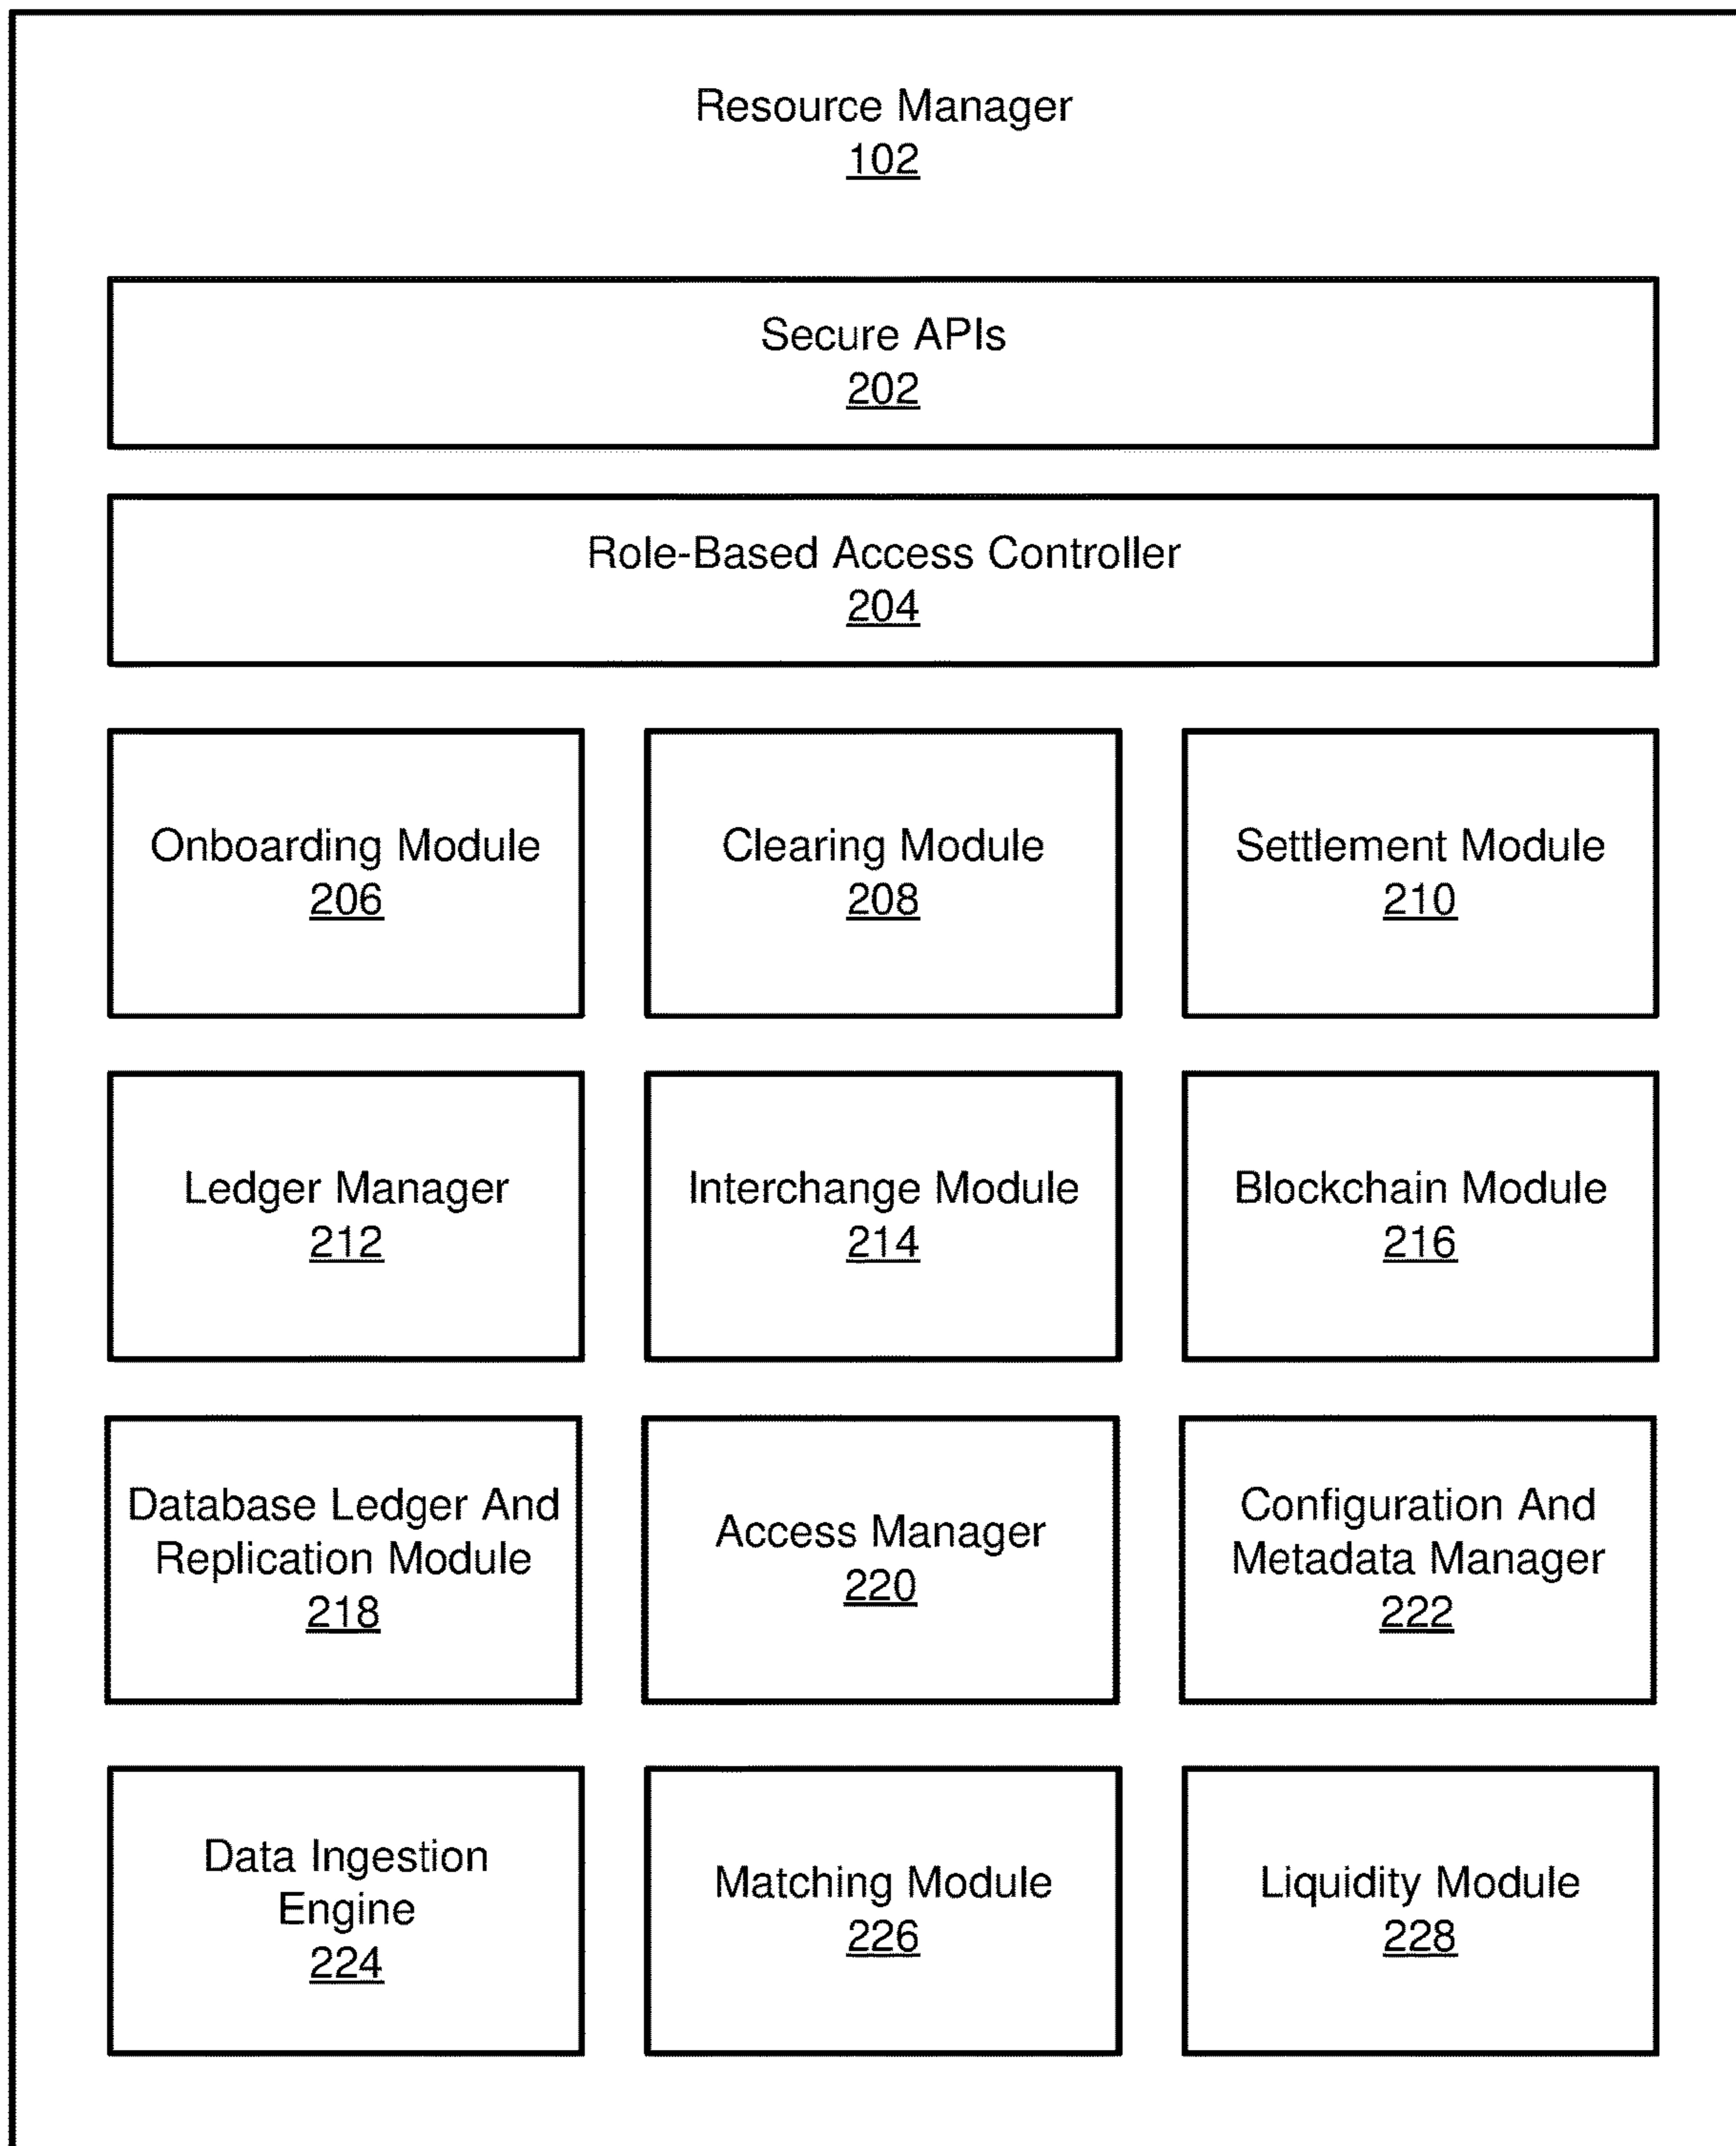 Resource Manager
102
Secure APIs
202
Role-Based Access Controller
204
Onboarding Module
206
Clearing Module
208
Settlement Module
210
Ledger Manager
212
Interchange Module
214
Blockchain Module
216
Database Ledger And
Replication Module
218
Access Manager
220
Configuration And
Metadata Manager
222
Data Ingestion
Engine
224
Matching Module
226
Liquidity Module
228